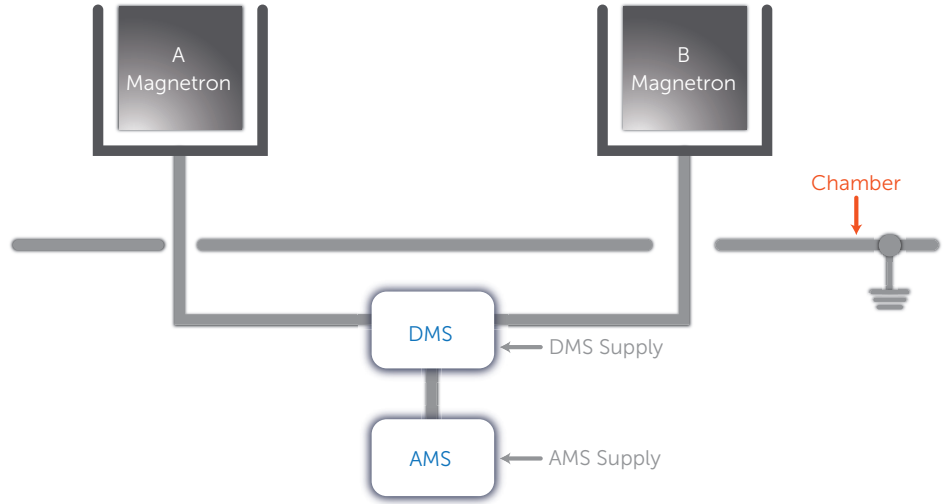 A
Magnetron
B
Magnetron
Chamber
DMS
DMS Supply
AMS
AMS Supply